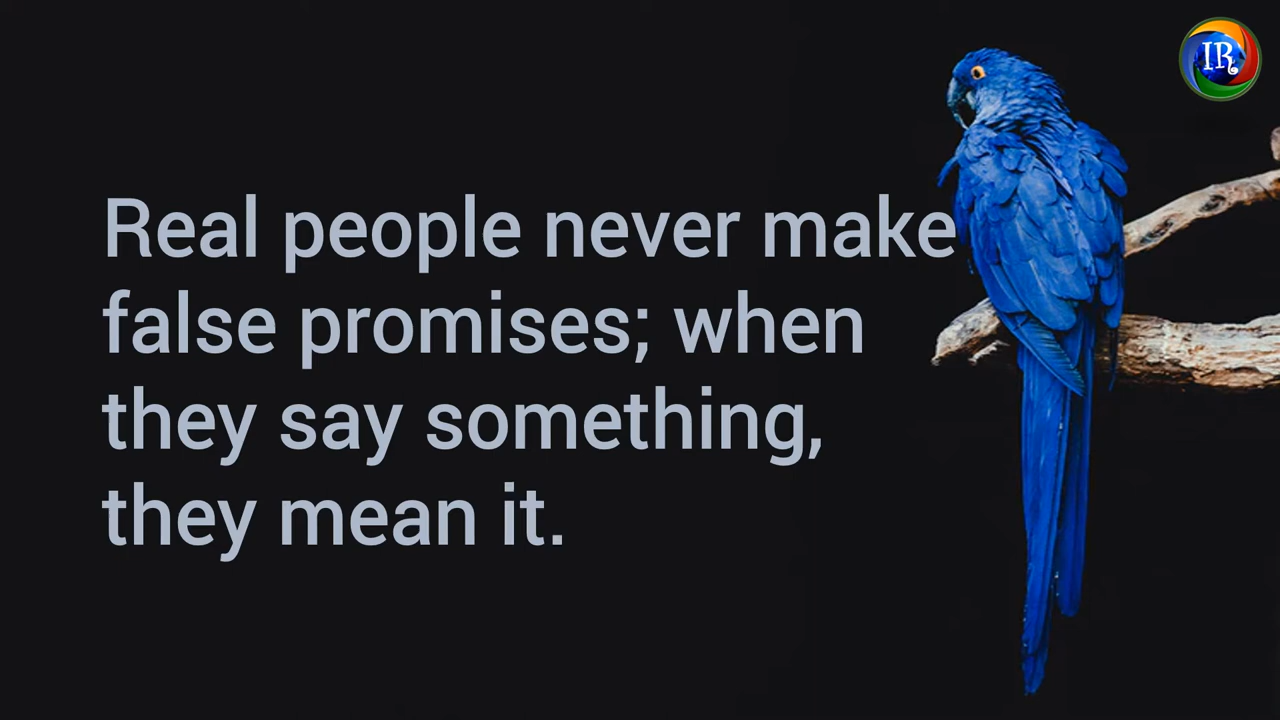 IR
Real people never make
false promises; when
they say something,
they mean it.